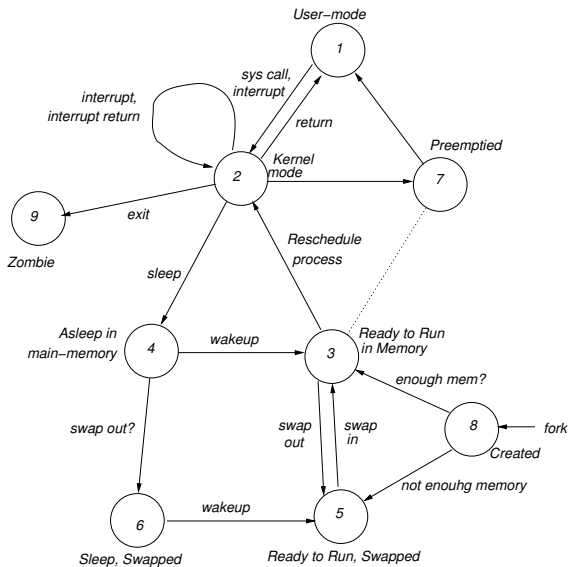 User-mode
1
sys call,
interrupt
interrupt,
interrupt return
return
Preemptied
Kernel
mode
2
7
9
exit
Zombie
Reschedule
process
sleep
Asleep in
main-memory
4
wakeup
3
Ready to Run
in Memory
enough mem?
swap out?
swap
out
swap
in
8
fork
Created
not enouhg memory
6
wakeup
5
Sleep, Swapped
Ready to Run, Swapped